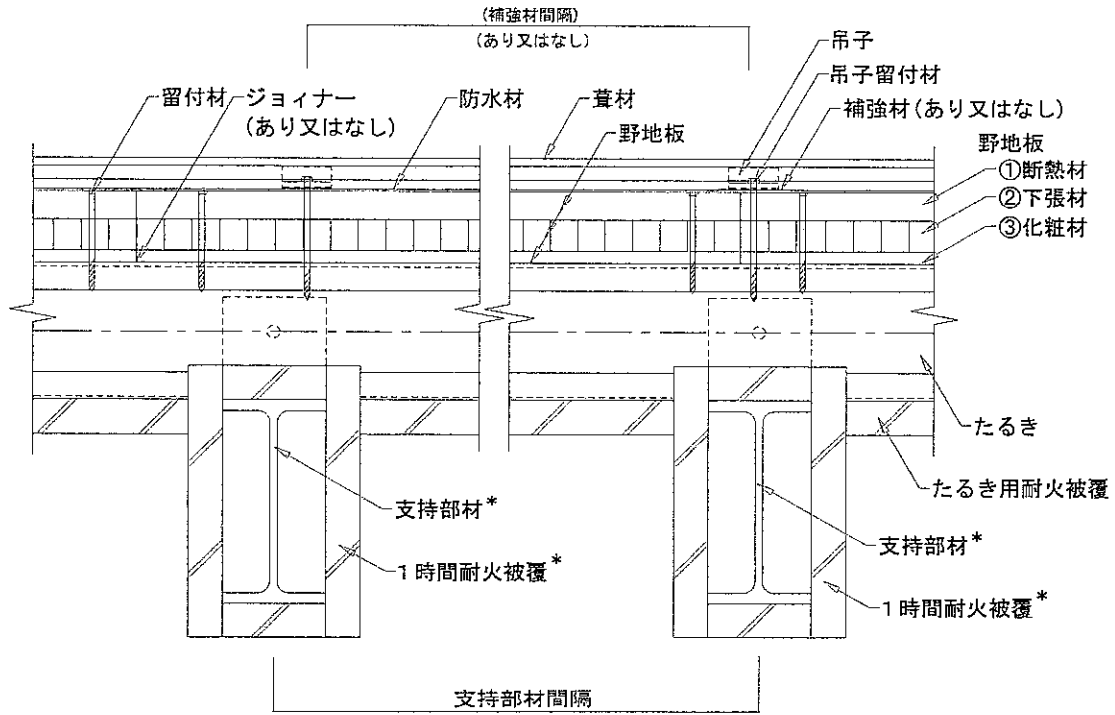 (補強材間隔)
(あり又はなし)
吊子
吊子留付材
補強材(あり又はなし)
留付材
ジョイナー
(あり又はなし)
防水材
葺材
野地板
野地板
①断熱材
②下張材
③化粧材
たるき
たるき用耐火被覆
支持部材*
1時間耐火被覆*
支持部材*
1時間耐火被覆*
支持部材間隔